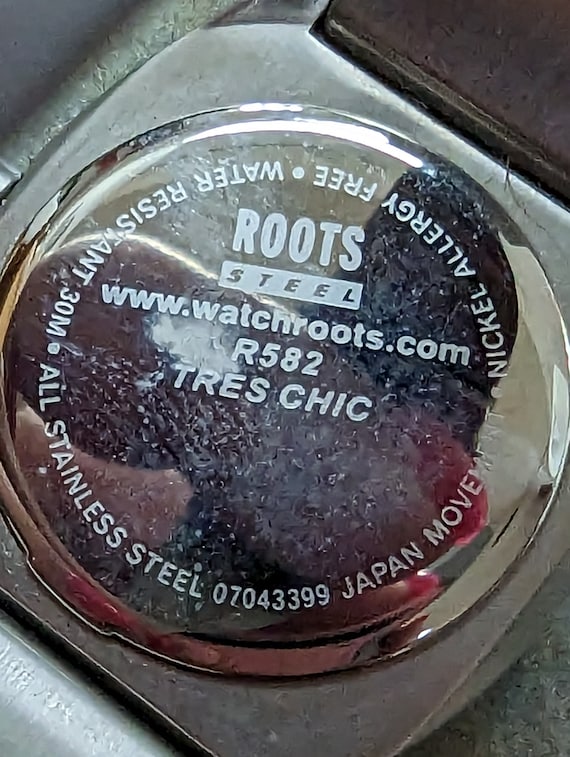 ROOTS
STEEL
www.watchroots.com
R582
TRES CHIC
ALL STAINLESS STEEL 07043399 JAPAN MOVEMENT • NICKEL ALLERGY FREE • WATER RESISTANT 30M •